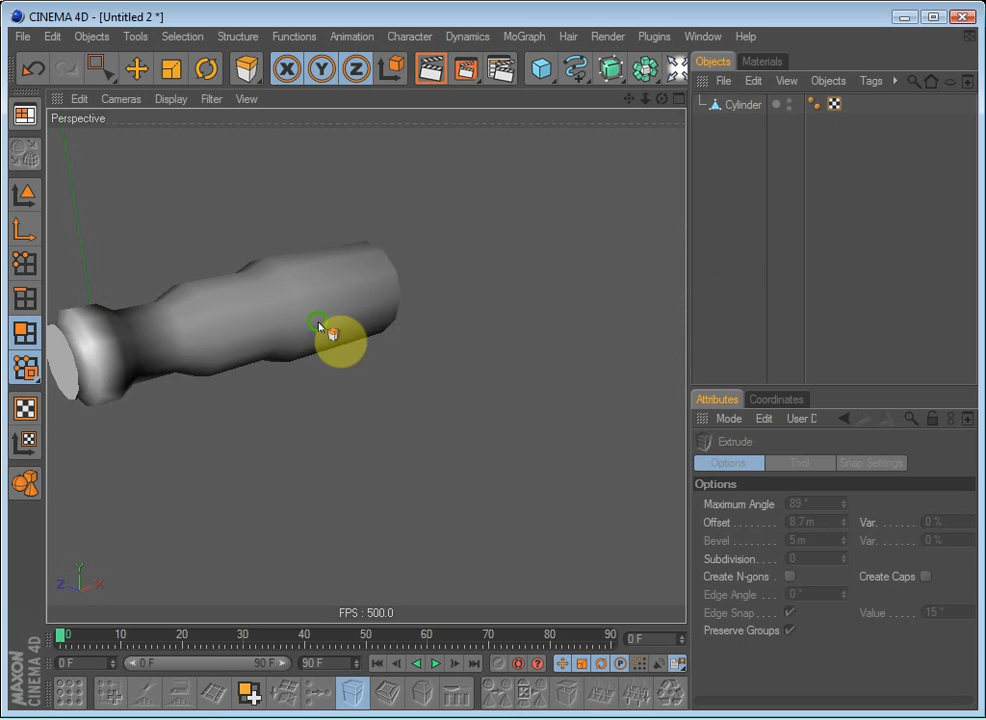 CINEMA 4D - [Untitled 2 *]
File Edit Objects Tools Selection Structure Functions Animation Character Dynamics MoGraph Hair Render Plugins Window Help
X Y Z
Objects Materials
File Edit View Objects Tags
Edit Cameras Display Filter View
Perspective
Cylinder
Attributes Coordinates
Mode Edit User D
Extrude
Options Tool Snap Settings
Options
Maximum Angle 89 °
Offset 8.7 m Var. 0 %
Bevel 5 m Var. 0 %
Subdivision 0
Create N-gons Create Caps
Edge Angle 0 °
Edge Snap Value 15 °
Preserve Groups
Y
Z X
FPS : 500.0
0 10 20 30 40 50 60 70 80 90 0 F
0 F 0 F 90 F 90 F
MAXON
CINEMA 4D